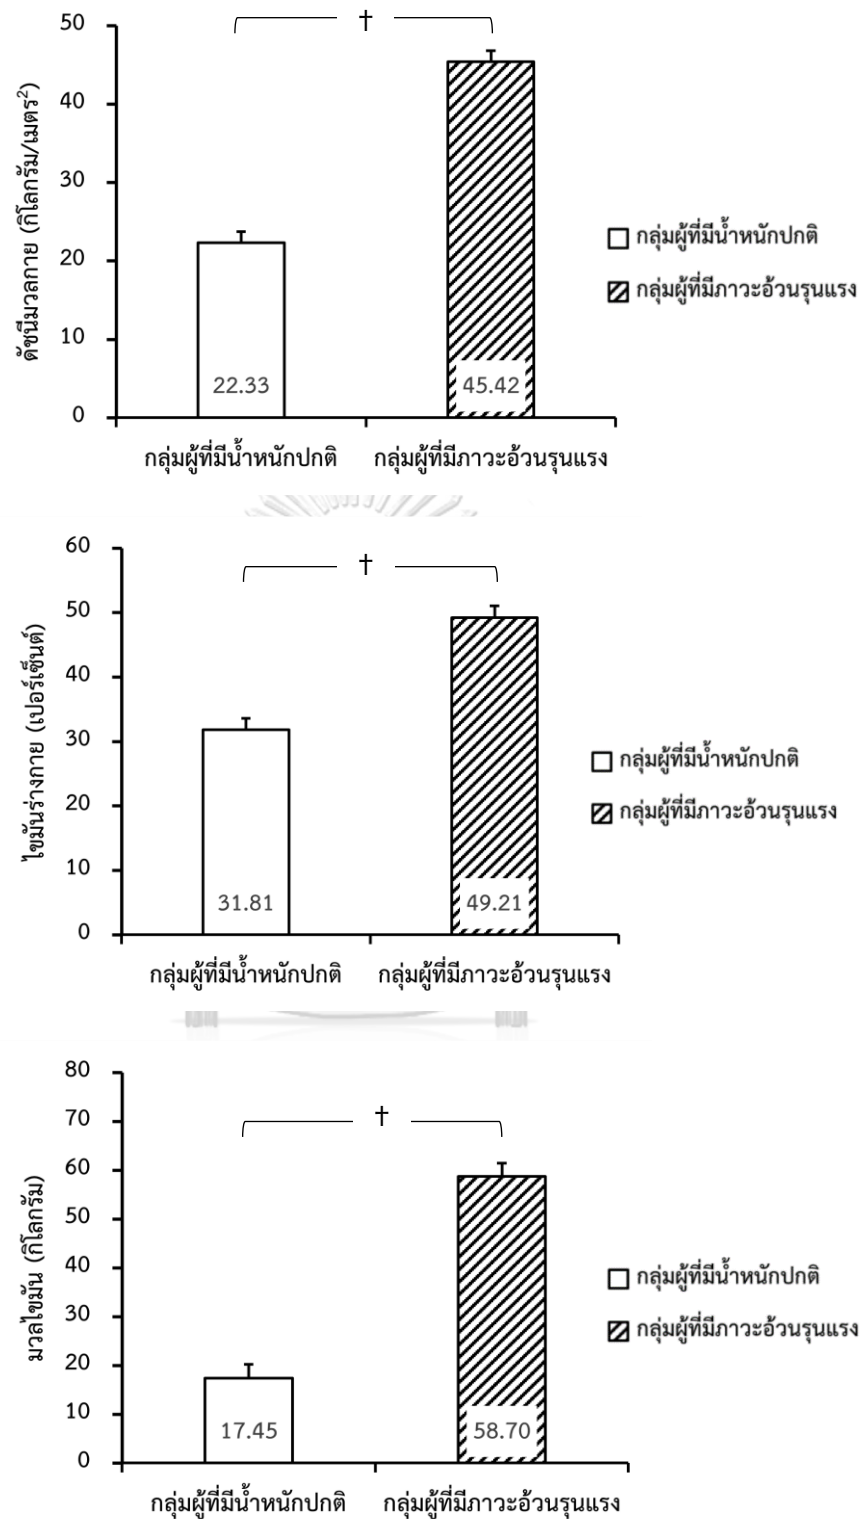 †
50
40
30
20
10
0
ดัชนีมวลกาย (กิโลกรัม/เมตร²)
22.33
45.42
กลุ่มผู้ที่มีน้ำหนักปกติ
กลุ่มผู้ที่มีภาวะอ้วนรุนแรง
กลุ่มผู้ที่มีน้ำหนักปกติ
กลุ่มผู้ที่มีภาวะอ้วนรุนแรง
†
60
50
40
30
20
10
0
ไขมันร่างกาย (เปอร์เซ็นต์)
31.81
49.21
กลุ่มผู้ที่มีน้ำหนักปกติ
กลุ่มผู้ที่มีภาวะอ้วนรุนแรง
กลุ่มผู้ที่มีน้ำหนักปกติ
กลุ่มผู้ที่มีภาวะอ้วนรุนแรง
†
80
70
60
50
40
30
20
10
0
มวลไขมัน (กิโลกรัม)
17.45
58.70
กลุ่มผู้ที่มีน้ำหนักปกติ
กลุ่มผู้ที่มีภาวะอ้วนรุนแรง
กลุ่มผู้ที่มีน้ำหนักปกติ
กลุ่มผู้ที่มีภาวะอ้วนรุนแรง